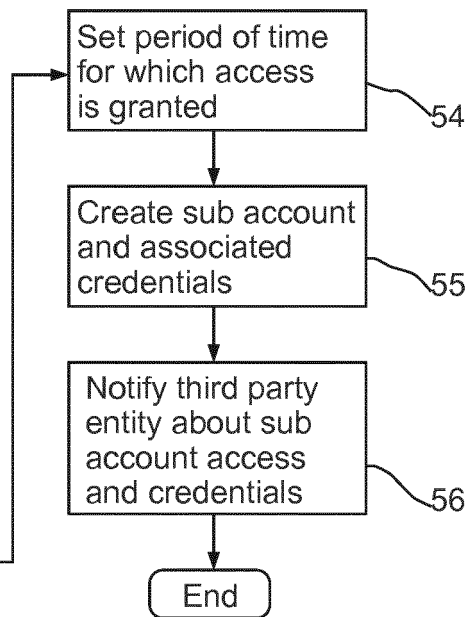 Set period of time
for which access
is granted
54
Create sub account
and associated
credentials
55
Notify third party
entity about sub
account access
and credentials
56
End